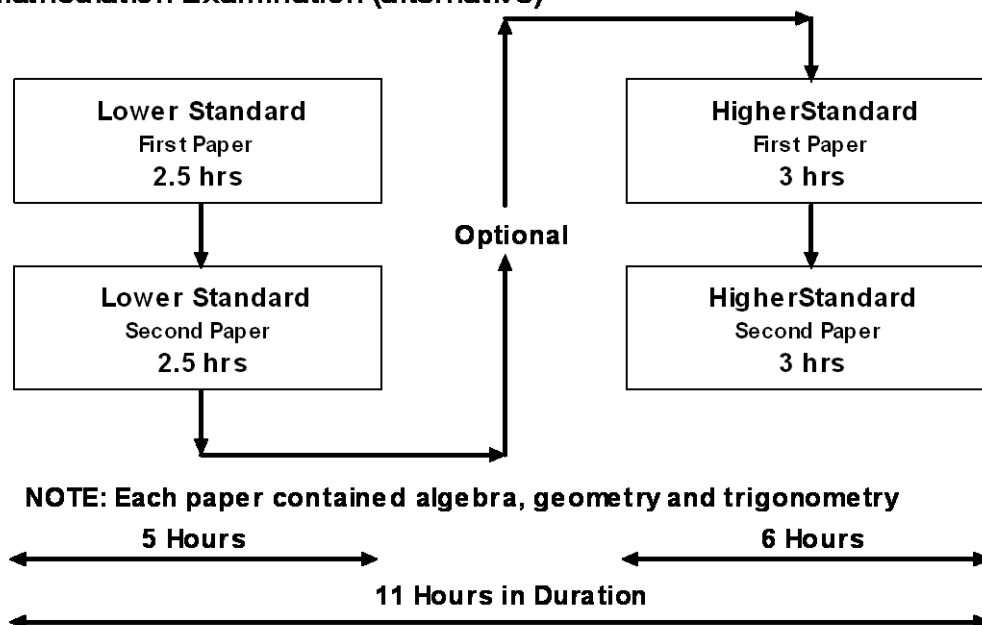 Examination (alternative)
Lower Standard
First Paper
2.5 hrs
Lower Standard
Second Paper
2.5 hrs
Optional
HigherStandard
First Paper
3 hrs
HigherStandard
Second Paper
3 hrs
NOTE: Each paper contained algebra, geometry and trigonometry
5 Hours
6 Hours
11 Hours in Duration